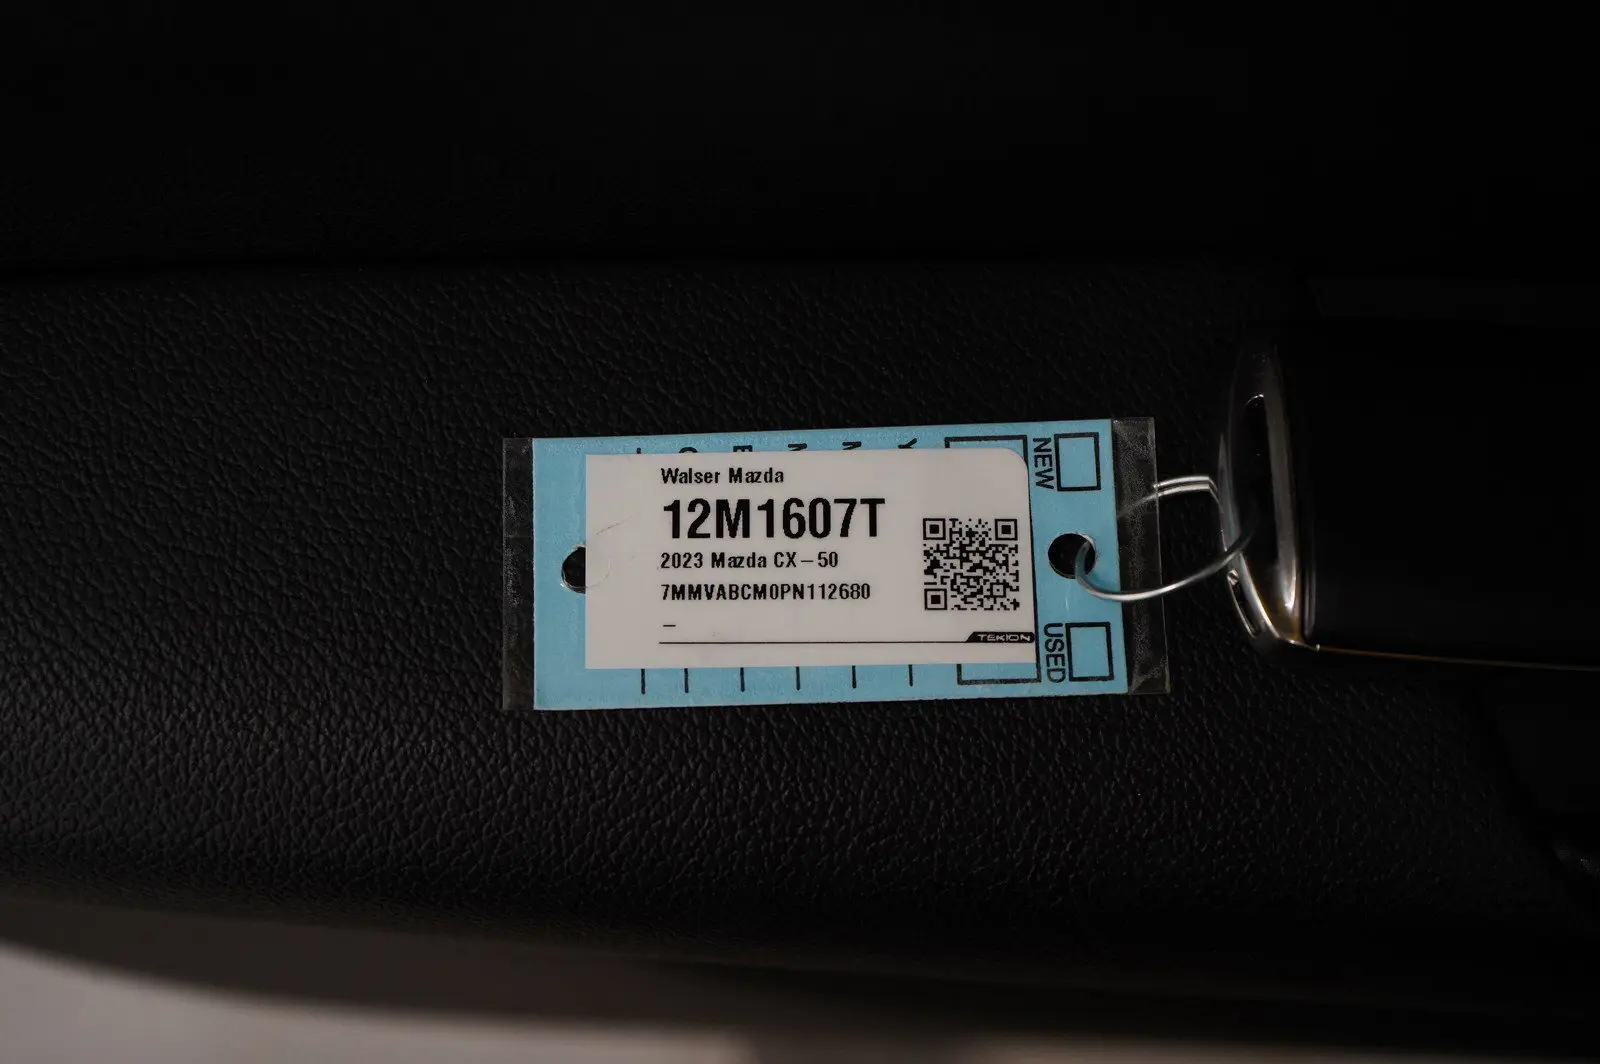 Walser Mazda
12M1607T
2023 Mazda CX-50
7MMVABCM0PN112680
–
TEKION
NEW
USED